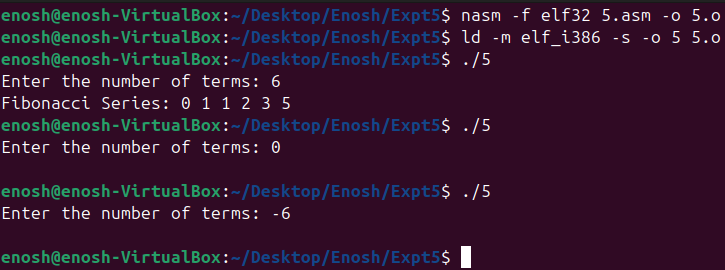 enosh@enosh-VirtualBox:~/Desktop/Enosh/Expt5$ nasm -f elf32 5.asm -o 5.o
enosh@enosh-VirtualBox:~/Desktop/Enosh/Expt5$ ld -m elf_i386 -s -o 5 5.o
enosh@enosh-VirtualBox:~/Desktop/Enosh/Expt5$ ./5
Enter the number of terms: 6
Fibonacci Series: 0 1 1 2 3 5
enosh@enosh-VirtualBox:~/Desktop/Enosh/Expt5$ ./5
Enter the number of terms: 0
enosh@enosh-VirtualBox:~/Desktop/Enosh/Expt5$ ./5
Enter the number of terms: -6
enosh@enosh-VirtualBox:~/Desktop/Enosh/Expt5$